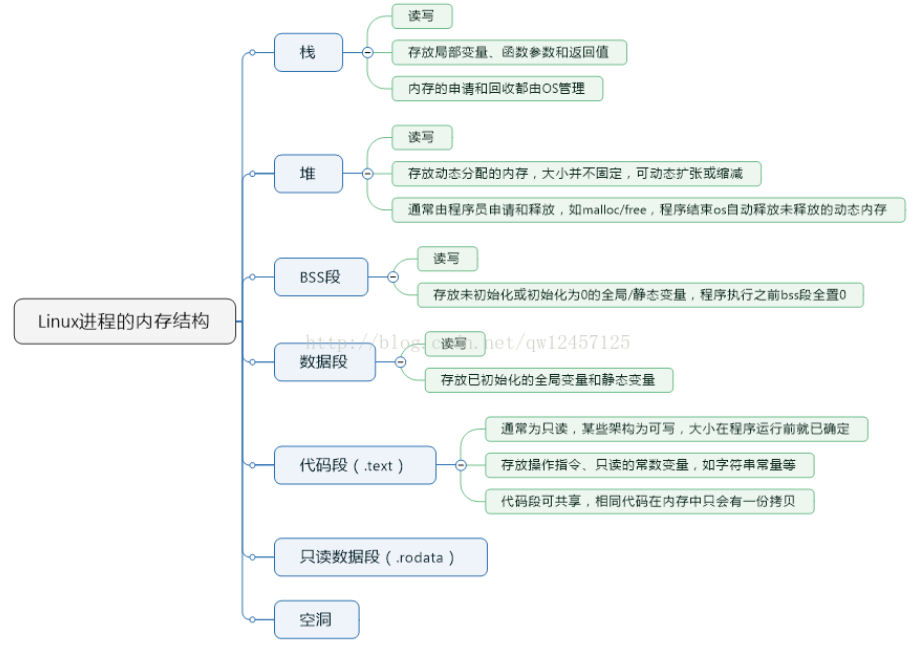 读写
栈
存放局部变量、函数参数和返回值
内存的申请和回收都由OS管理
读写
堆
存放动态分配的内存，大小并不固定，可动态扩张或缩减
通常由程序员申请和释放，如malloc/free，程序结束os自动释放未释放的动态内存
读写
BSS段
存放未初始化或初始化为0的全局/静态变量，程序执行之前bss段全置0
Linux进程的内存结构
http://blog.csdn.net/qw12457125
读写
数据段
存放已初始化的全局变量和静态变量
通常为只读，某些架构为可写，大小在程序运行前就已确定
代码段（.text）
存放操作指令、只读的常数变量，如字符串常量等
代码段可共享，相同代码在内存中只会有一份拷贝
只读数据段（.rodata）
空洞